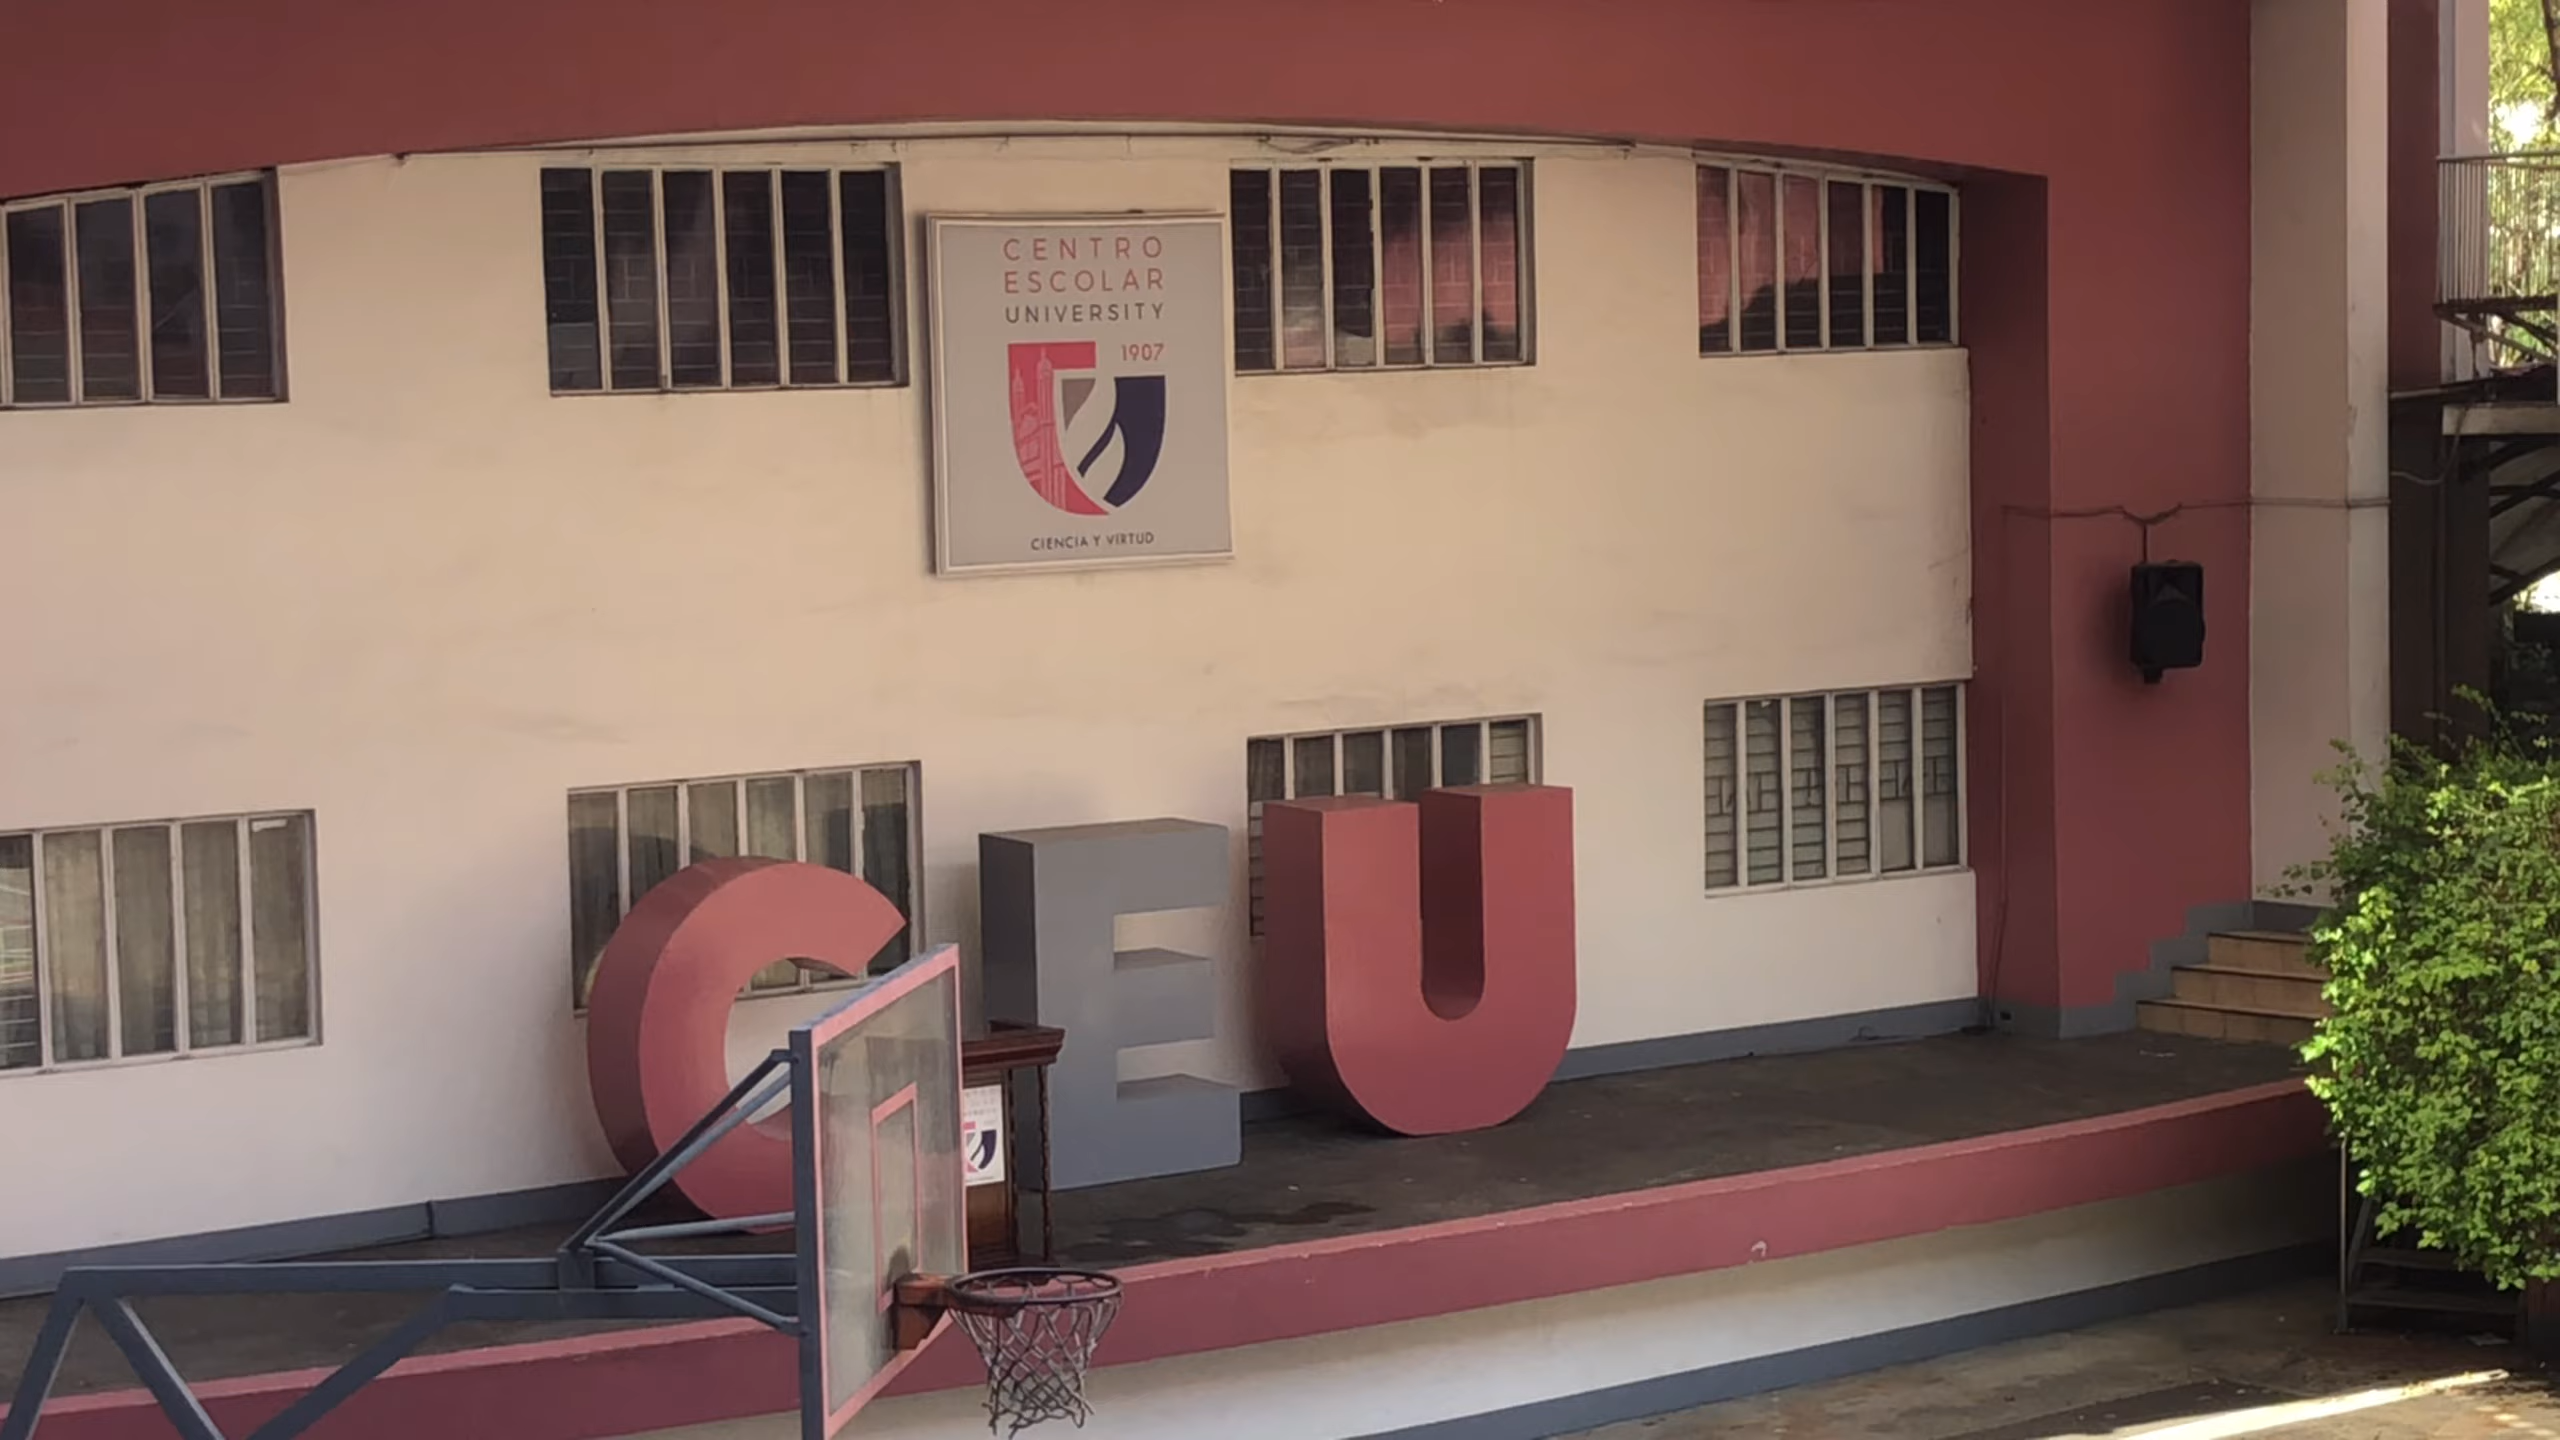 CENTRO
ESCOLAR
UNIVERSITY
1907
CIENCIA Y VIRTUD
CEU